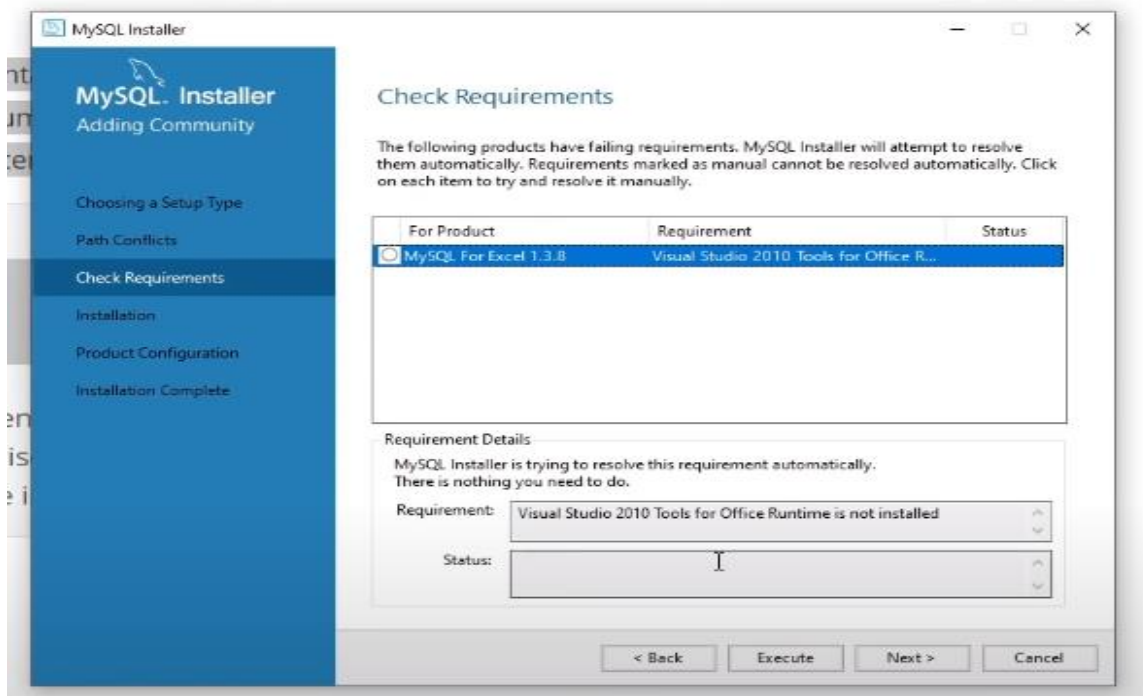 MySQL Installer
MySQL. Installer
Adding Community
Choosing a Setup Type
Path Conflicts
Check Requirements
Installation
Product Configuration
Installation Complete
Check Requirements
The following products have failing requirements. MySQL Installer will attempt to resolve
them automatically. Requirements marked as manual cannot be resolved automatically. Click
on each item to try and resolve it manually.
For Product Requirement Status
MySQL For Excel 1.3.8 Visual Studio 2010 Tools for Office R...
Requirement Details
MySQL Installer is trying to resolve this requirement automatically.
There is nothing you need to do.
Requirement: Visual Studio 2010 Tools for Office Runtime is not installed
Status:
< Back Execute Next > Cancel